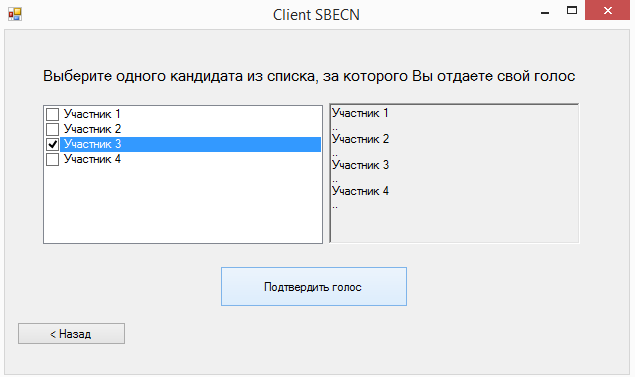 Client SBECN
Выберите одного кандидата из списка, за которого Вы отдаете свой голос
Участник 1
Участник 2
Участник 3
Участник 4
Участник 1
..
Участник 2
..
Участник 3
..
Участник 4
..
Подтвердить голос
< Назад